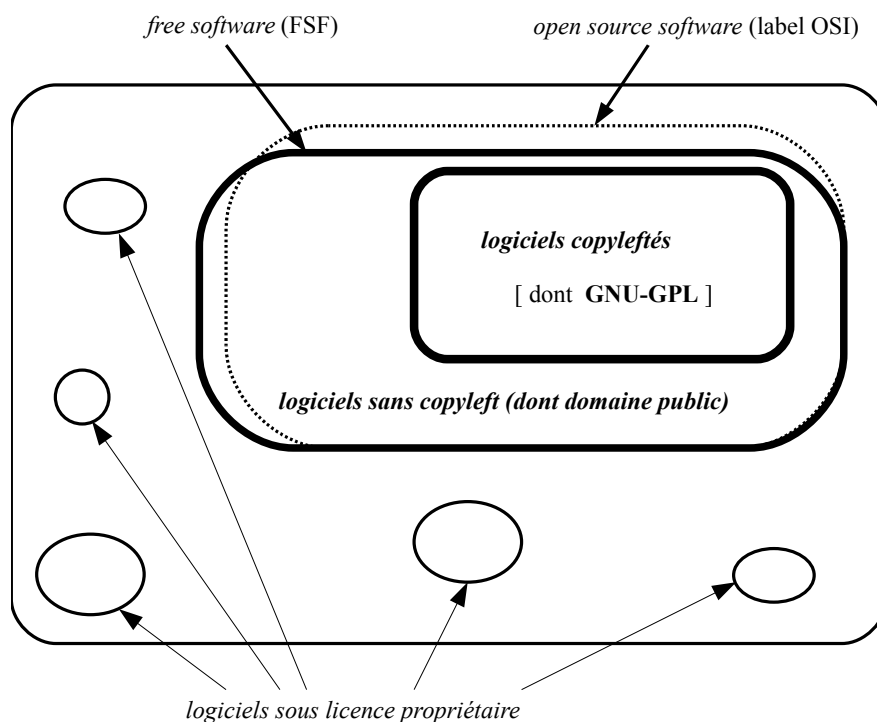 free software (FSF)
open source software (label OSI)
logiciels copyleftés
[ dont GNU-GPL ]
logiciels sans copyleft (dont domaine public)
logiciels sous licence propriétaire